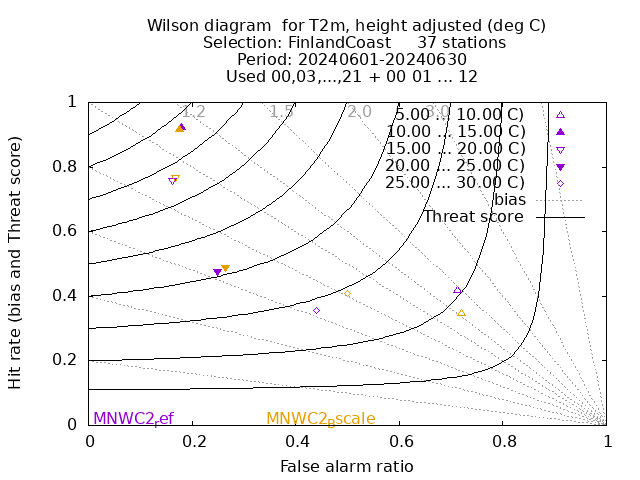 Wilson diagram  for T2m, height adjusted (deg C)
Selection: FinlandCoast     37 stations
Period: 20240601-20240630
Used 00,03,...,21 + 00 01 ... 12
1.2 1.5 2.0 3.0
5.00 ... 10.00 C)
10.00 ... 15.00 C)
15.00 ... 20.00 C)
20.00 ... 25.00 C)
25.00 ... 30.00 C)
bias
Threat score
1
0.8
0.6
0.4
0.2
0
Hit rate (bias and Threat score)
MNWC2ref MNWC2Bscale
0 0.2 0.4 0.6 0.8 1
False alarm ratio